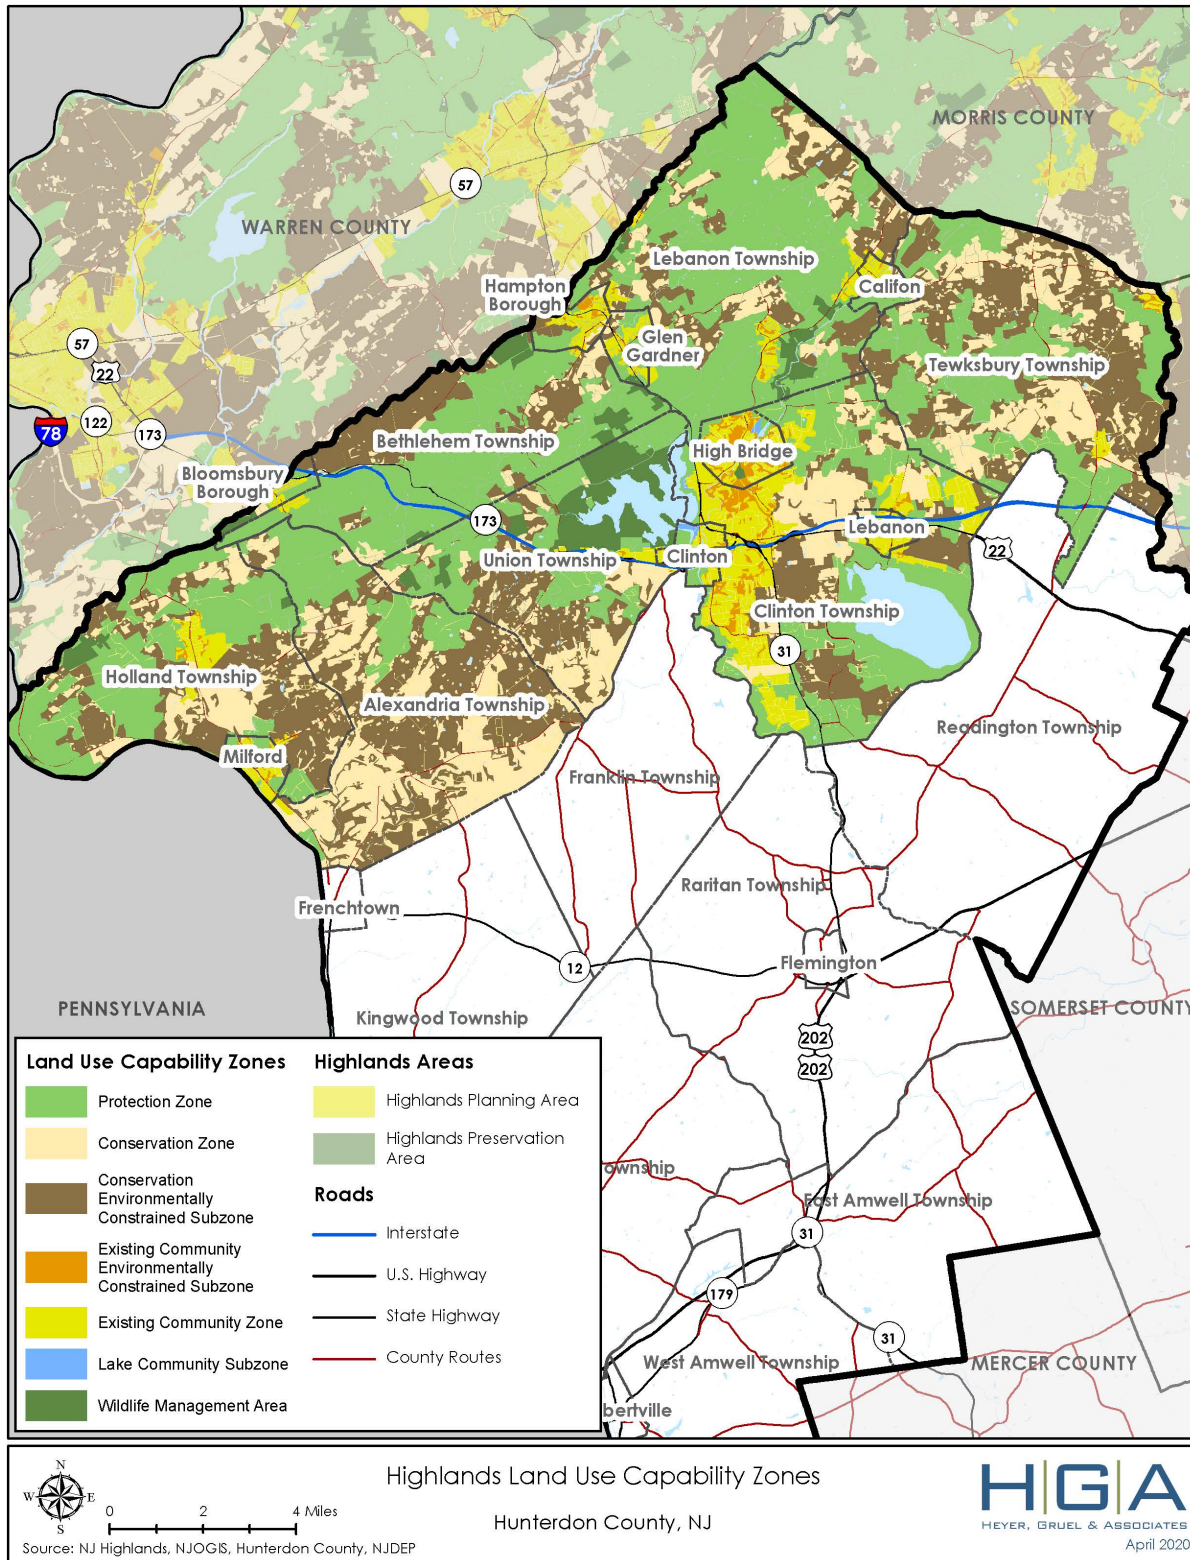 MORRIS COUNTY
57
WARREN COUNTY
Lebanon Township
Hampton
Borough
Califon
Glen
Gardner
57
22
Tewksbury Township
122
78
173
Bethlehem Township
High Bridge
Bloomsbury
Borough
173
Lebanon
22
Union Township
Clinton
Clinton Township
31
Holland Township
Alexandria Township
Readington Township
Milford
Franklin Township
Raritan Township
Frenchtown
12
Flemington
PENNSYLVANIA
SOMERSET COUNTY
Kingwood Township
202
202
ownship
East Amwell Township
31
179
31
West Amwell Township
MERCER COUNTY
bertville
Land Use Capability Zones
Protection Zone
Conservation Zone
Conservation
Environmentally
Constrained Subzone
Existing Community
Environmentally
Constrained Subzone
Existing Community Zone
Lake Community Subzone
Wildlife Management Area
Highlands Areas
Highlands Planning Area
Highlands Preservation
Area
Roads
Interstate
U.S. Highway
State Highway
County Routes
N
W
E
S
0 2 4 Miles
Source: NJ Highlands, NJOGIS, Hunterdon County, NJDEP
Highlands Land Use Capability Zones
Hunterdon County, NJ
H|G|A
HEYER, GRUEL & ASSOCIATES
April 2020